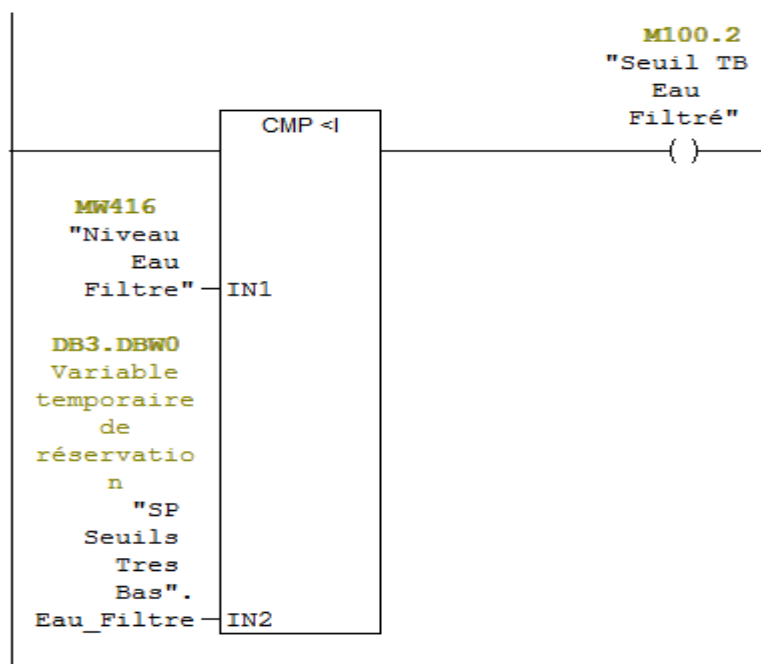 M100.2
"Seuil TB
Eau
Filtré"
CMP <I
MW416
"Niveau
Eau
Filtre"
IN1
DB3.DBW0
Variable
temporaire
de
réservatio
n
"SP
Seuils
Tres
Bas".
Eau_Filtre
IN2